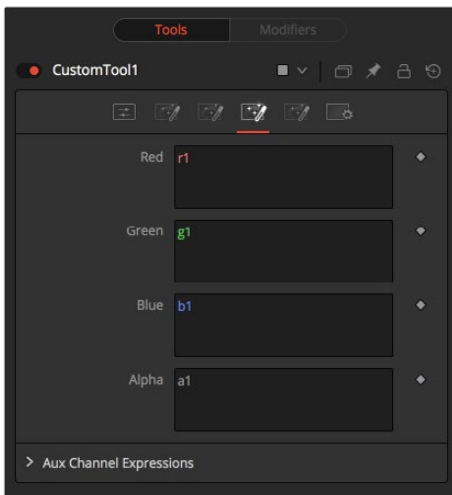 Tools Modifiers
CustomTool1
Red r1
Green g1
Blue b1
Alpha a1
> Aux Channel Expressions